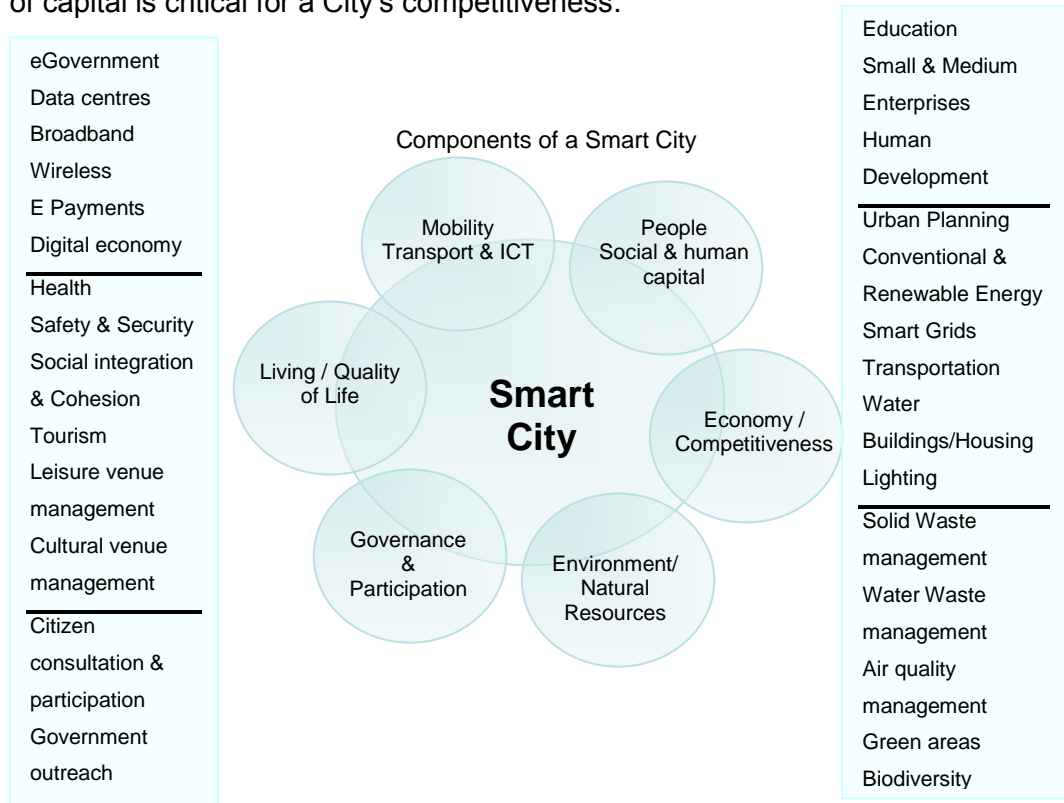 of capital is critical for a City's competitiveness.
eGovernment
Data centres
Broadband
Wireless
E Payments
Digital economy
Health
Safety & Security
Social integration
& Cohesion
Tourism
Leisure venue
management
Cultural venue
management
Citizen
consultation &
participation
Government
outreach
Components of a Smart City
Mobility
Transport & ICT
People
Social & human
capital
Living / Quality
of Life
Smart
City
Economy /
Competitiveness
Governance
&
Participation
Environment/
Natural
Resources
Education
Small & Medium
Enterprises
Human
Development
Urban Planning
Conventional &
Renewable Energy
Smart Grids
Transportation
Water
Buildings/Housing
Lighting
Solid Waste
management
Water Waste
management
Air quality
management
Green areas
Biodiversity